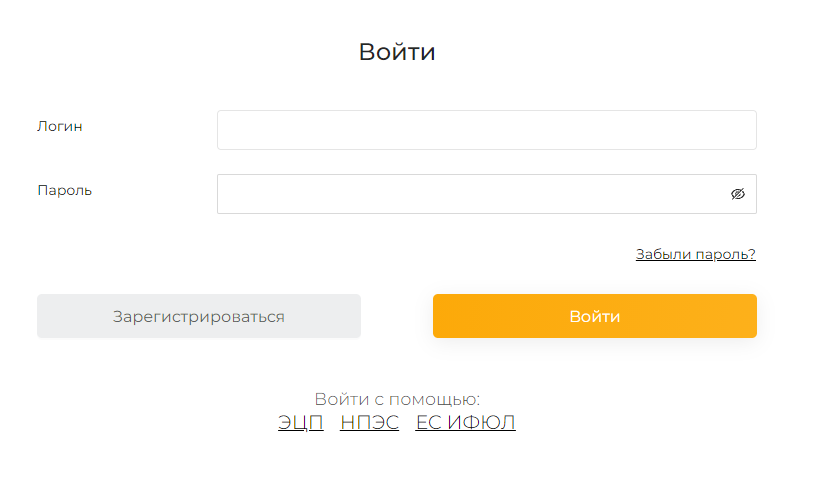 Войти
Логин
Пароль
Забыли пароль?
Зарегистрироваться
Войти
Войти с помощью:
ЭЦП НПЭС ЕС ИФЮЛ